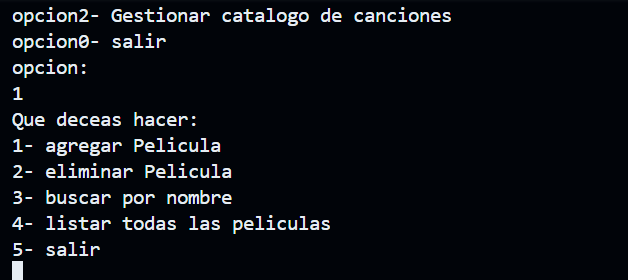 opcion2- Gestionar catalogo de canciones
opcion0- salir
opcion:
1
Que deceas hacer:
1- agregar Pelicula
2- eliminar Pelicula
3- buscar por nombre
4- listar todas las peliculas
5- salir